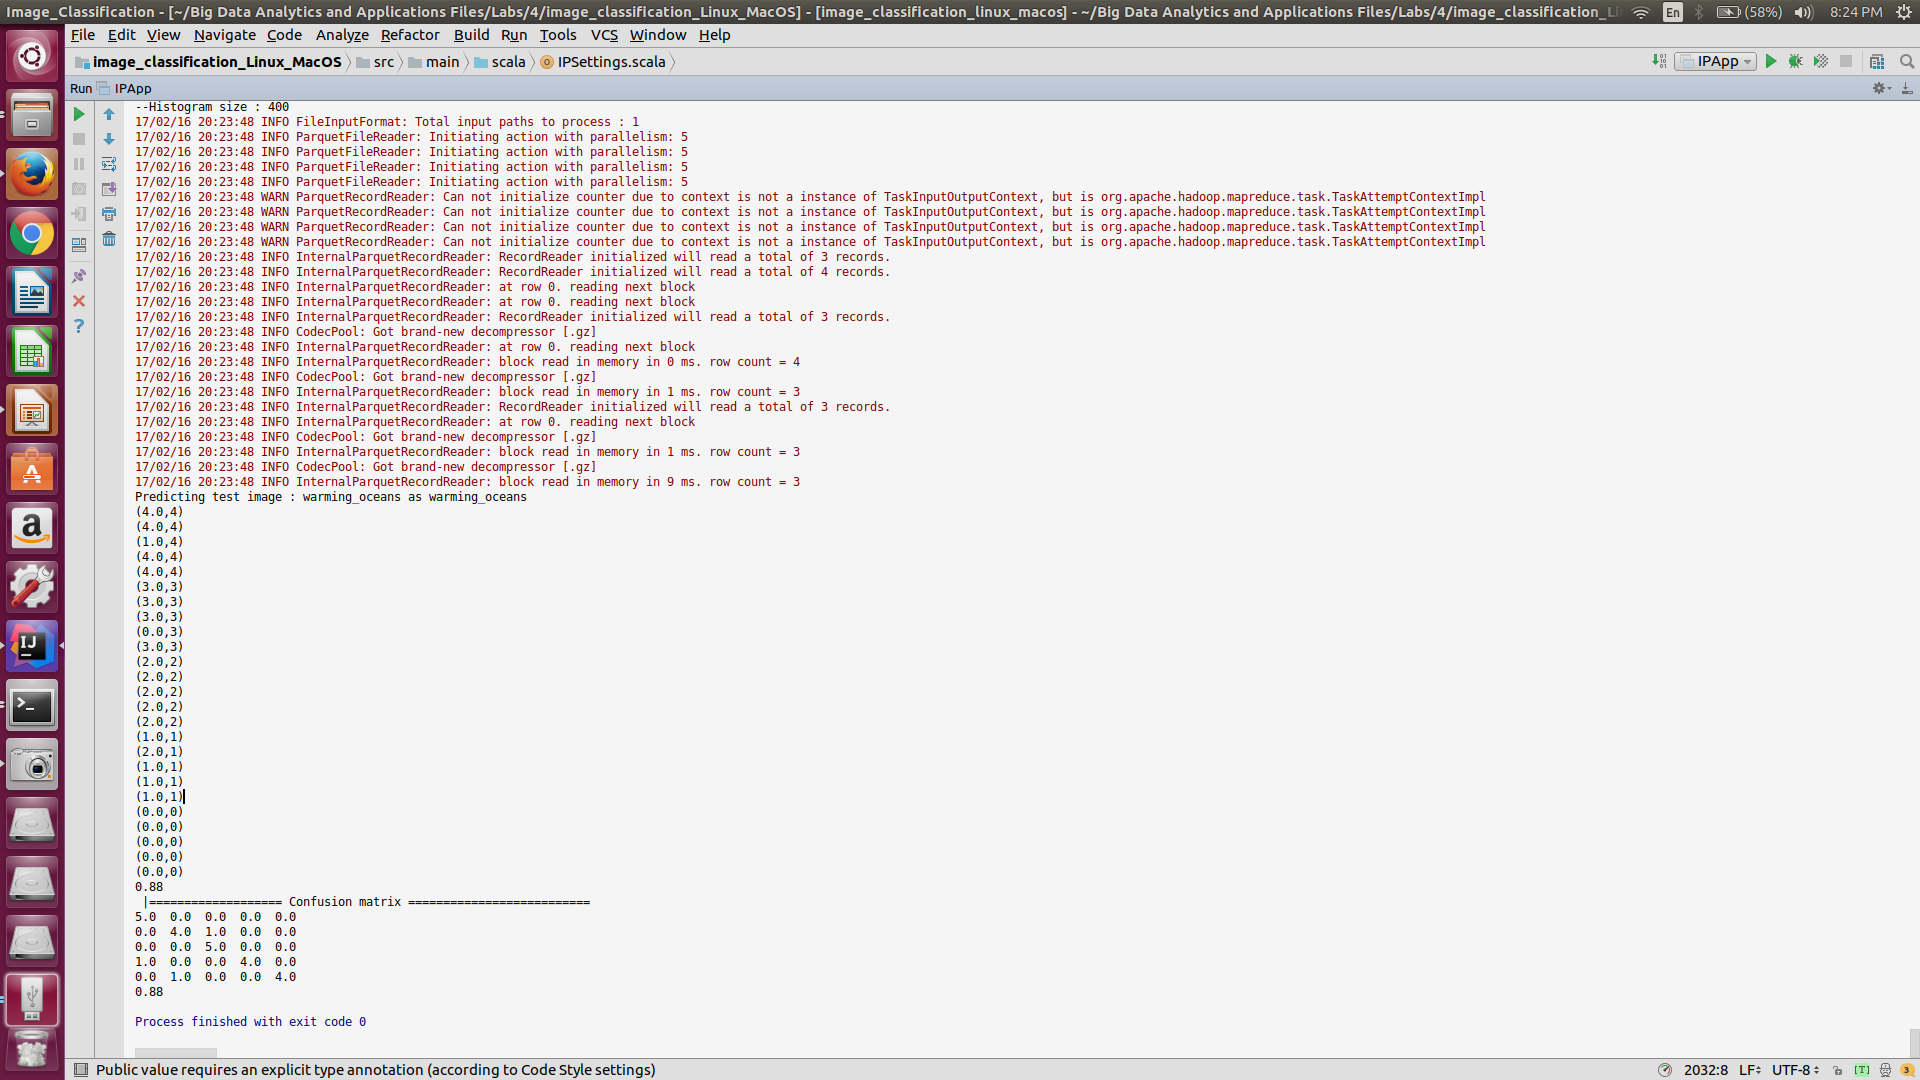 Image_Classification - [~/Big Data Analytics and Applications Files/Labs/4/image_classification_Linux_MacOS] - [image_classification_linux_macos] - ~/Big Data Analytics and Applications Files/Labs/4/image_classification_Li
En (58%) 8:24 PM
File Edit View Navigate Code Analyze Refactor Build Run Tools VCS Window Help
image_classification_Linux_MacOS src main scala IPSettings.scala IPApp
Run IPApp
--Histogram size : 400
17/02/16 20:23:48 INFO FileInputFormat: Total input paths to process : 1
17/02/16 20:23:48 INFO ParquetFileReader: Initiating action with parallelism: 5
17/02/16 20:23:48 INFO ParquetFileReader: Initiating action with parallelism: 5
17/02/16 20:23:48 INFO ParquetFileReader: Initiating action with parallelism: 5
17/02/16 20:23:48 INFO ParquetFileReader: Initiating action with parallelism: 5
17/02/16 20:23:48 WARN ParquetRecordReader: Can not initialize counter due to context is not a instance of TaskInputOutputContext, but is org.apache.hadoop.mapreduce.task.TaskAttemptContextImpl
17/02/16 20:23:48 WARN ParquetRecordReader: Can not initialize counter due to context is not a instance of TaskInputOutputContext, but is org.apache.hadoop.mapreduce.task.TaskAttemptContextImpl
17/02/16 20:23:48 WARN ParquetRecordReader: Can not initialize counter due to context is not a instance of TaskInputOutputContext, but is org.apache.hadoop.mapreduce.task.TaskAttemptContextImpl
17/02/16 20:23:48 WARN ParquetRecordReader: Can not initialize counter due to context is not a instance of TaskInputOutputContext, but is org.apache.hadoop.mapreduce.task.TaskAttemptContextImpl
17/02/16 20:23:48 INFO InternalParquetRecordReader: RecordReader initialized will read a total of 3 records.
17/02/16 20:23:48 INFO InternalParquetRecordReader: RecordReader initialized will read a total of 4 records.
17/02/16 20:23:48 INFO InternalParquetRecordReader: at row 0. reading next block
17/02/16 20:23:48 INFO InternalParquetRecordReader: at row 0. reading next block
17/02/16 20:23:48 INFO InternalParquetRecordReader: RecordReader initialized will read a total of 3 records.
17/02/16 20:23:48 INFO CodecPool: Got brand-new decompressor [.gz]
17/02/16 20:23:48 INFO InternalParquetRecordReader: at row 0. reading next block
17/02/16 20:23:48 INFO InternalParquetRecordReader: block read in memory in 0 ms. row count = 4
17/02/16 20:23:48 INFO CodecPool: Got brand-new decompressor [.gz]
17/02/16 20:23:48 INFO InternalParquetRecordReader: block read in memory in 1 ms. row count = 3
17/02/16 20:23:48 INFO InternalParquetRecordReader: RecordReader initialized will read a total of 3 records.
17/02/16 20:23:48 INFO InternalParquetRecordReader: at row 0. reading next block
17/02/16 20:23:48 INFO CodecPool: Got brand-new decompressor [.gz]
17/02/16 20:23:48 INFO InternalParquetRecordReader: block read in memory in 1 ms. row count = 3
17/02/16 20:23:48 INFO CodecPool: Got brand-new decompressor [.gz]
17/02/16 20:23:48 INFO InternalParquetRecordReader: block read in memory in 9 ms. row count = 3
Predicting test image : warming_oceans as warming_oceans
(4.0,4)
(4.0,4)
(1.0,4)
(4.0,4)
(4.0,4)
(3.0,3)
(3.0,3)
(3.0,3)
(0.0,3)
(3.0,3)
(2.0,2)
(2.0,2)
(2.0,2)
(2.0,2)
(2.0,2)
(1.0,1)
(2.0,1)
(1.0,1)
(1.0,1)
(1.0,1)
(0.0,0)
(0.0,0)
(0.0,0)
(0.0,0)
(0.0,0)
0.88
|=================== Confusion matrix ==========================
5.0 0.0 0.0 0.0 0.0
0.0 4.0 1.0 0.0 0.0
0.0 0.0 5.0 0.0 0.0
1.0 0.0 0.0 4.0 0.0
0.0 1.0 0.0 0.0 4.0
0.88
Process finished with exit code 0
Public value requires an explicit type annotation (according to Code Style settings) 2032:8 LF UTF-8 [T] 3